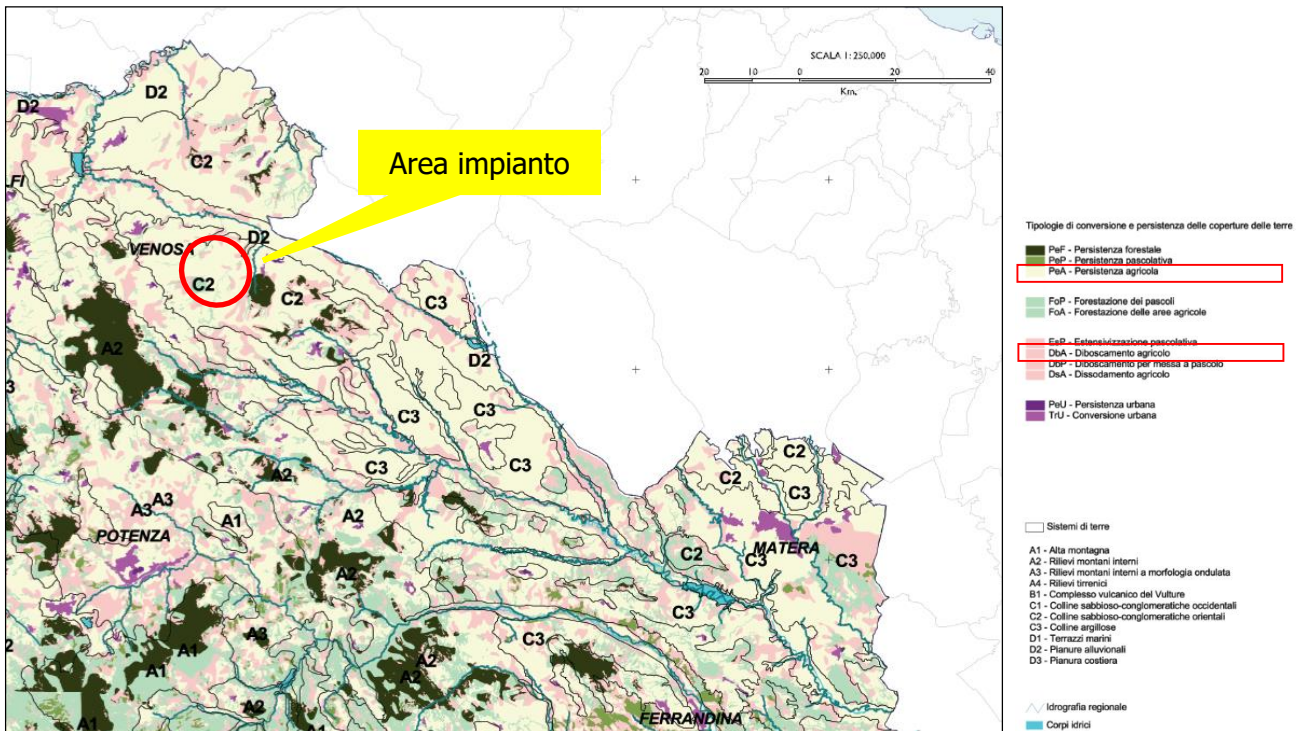 SCALA 1: 250,000
20 10 0 20 40
Km.
D2
D2
C2
Area impianto
LFI
VENOSA
D2
C2
C2
C3
A2
D2
3
C3
C3
C3
C3
C2
C2
C3
A2
A3
A3
A1
A2
POTENZA
C2
MATERA
C3
C3
A2
C3
A3
C3
A1
A1
A2
A2
2
A2
A1
A1
FERRANDINA
Tipologie di conversione e persistenza delle coperture delle terre
PeF - Persistenza forestale
PeP - Persistenza pascolativa
PeA - Persistenza agricola
FoP - Forestazione dei pascoli
FoA - Forestazione delle aree agricole
EsP - Estensivizzazione pascolativa
DbA - Diboscamento agricolo
DbP - Diboscamento per messa a pascolo
DsA - Dissodamento agricolo
PeU - Persistenza urbana
TrU - Conversione urbana
Sistemi di terre
A1 - Alta montagna
A2 - Rilievi montani interni
A3 - Rilievi montani interni a morfologia ondulata
A4 - Rilievi tirrenici
B1 - Complesso vulcanico del Vulture
C1 - Colline sabbioso-conglomeratiche occidentali
C2 - Colline sabbioso-conglomeratiche orientali
C3 - Colline argillose
D1 - Terrazzi marini
D2 - Pianure alluvionali
D3 - Pianura costiera
Idrografia regionale
Corpi idrici